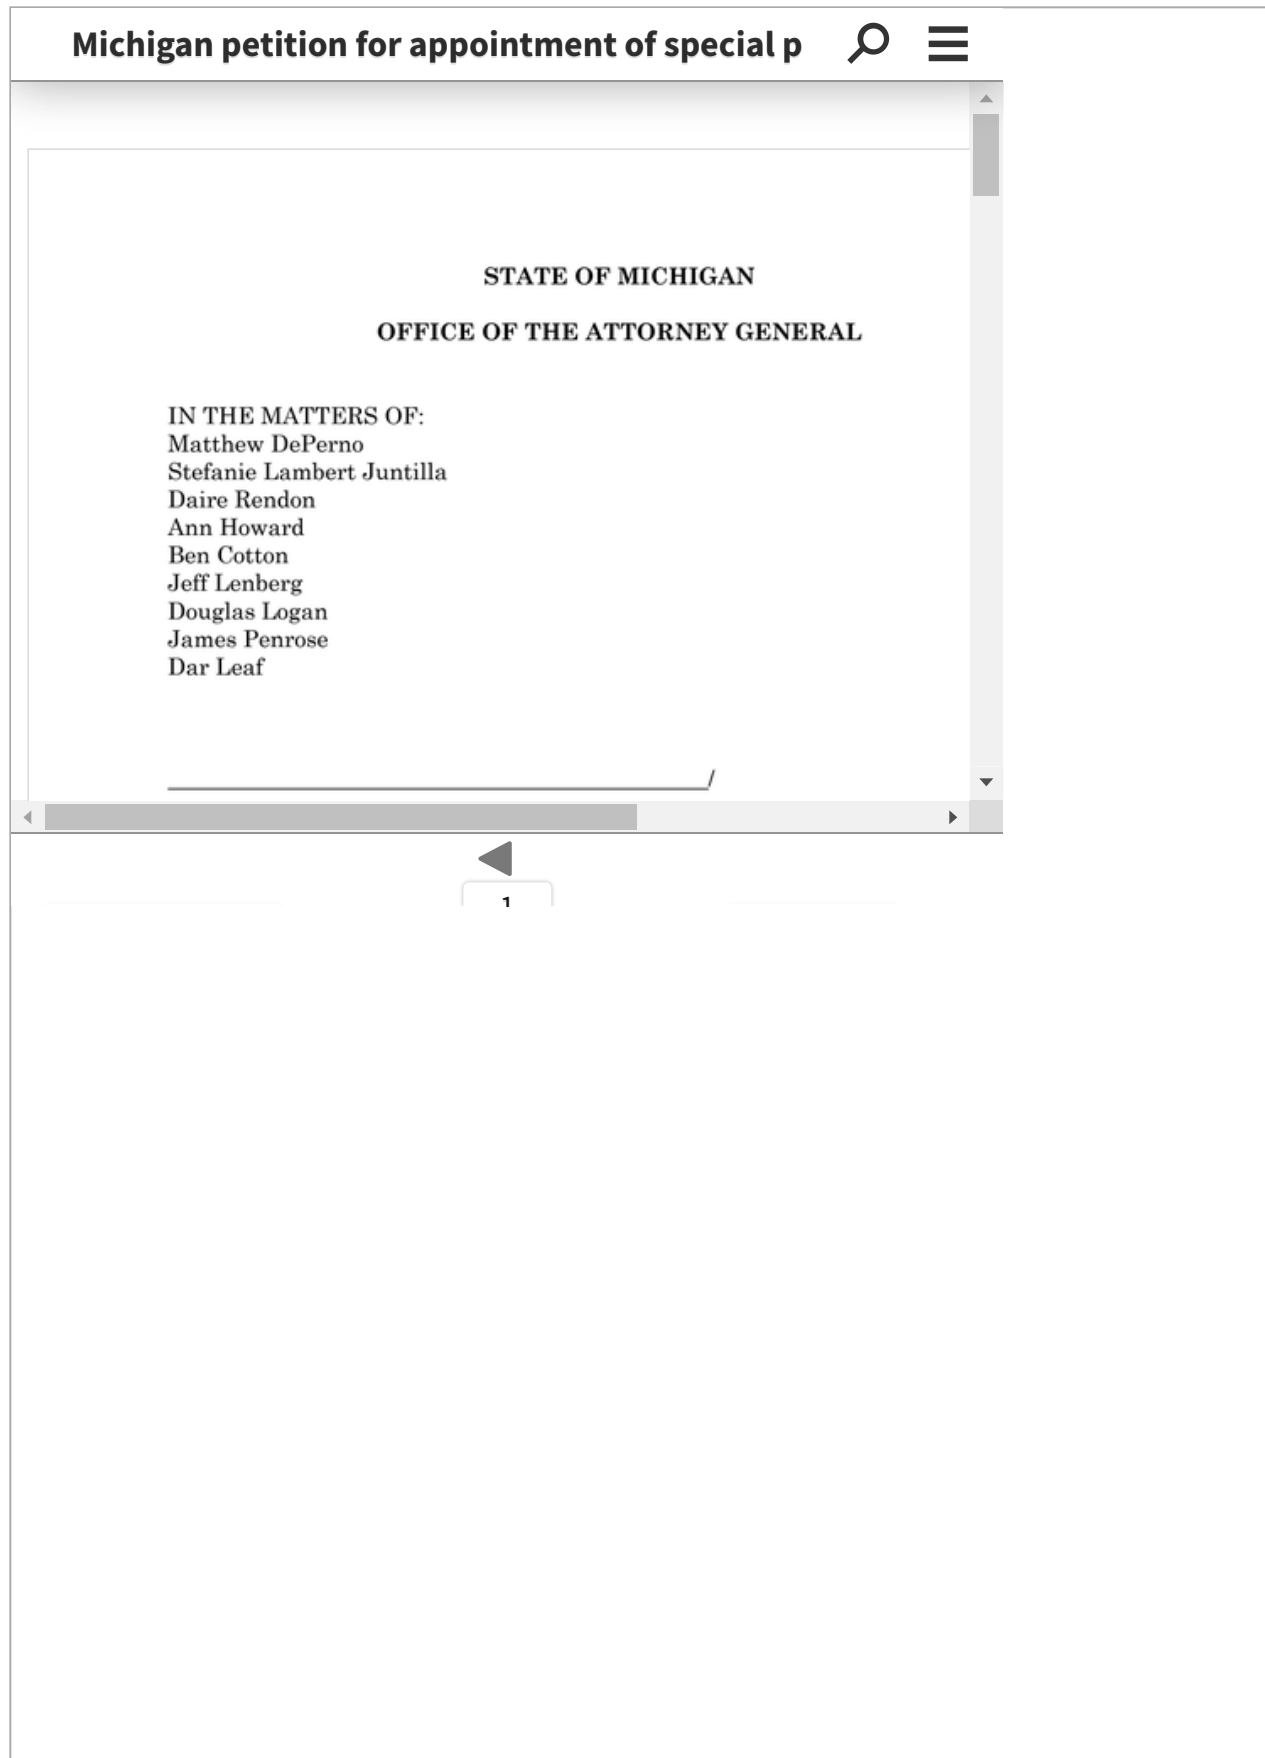 Michigan petition for appointment of special p
STATE OF MICHIGAN
OFFICE OF THE ATTORNEY GENERAL
IN THE MATTERS OF:
Matthew DePerno
Stefanie Lambert Juntilla
Daire Rendon
Ann Howard
Ben Cotton
Jeff Lenberg
Douglas Logan
James Penrose
Dar Leaf
/
1